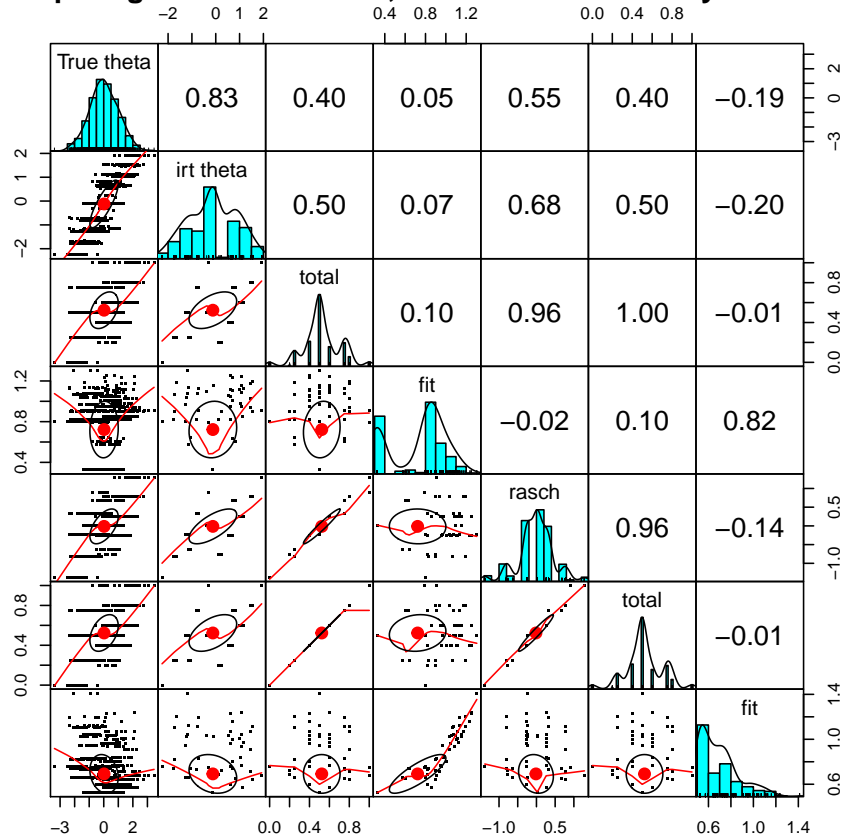 −2 0 1 2 0.4 0.8 1.2 0.0 0.4 0.8
True theta
0.83 0.40 0.05 0.55 0.40 −0.19
−3 0 2
−2 0 1 2
irt theta
0.50 0.07 0.68 0.50 −0.20
total
0.10 0.96 1.00 −0.01
0.0 0.4 0.8
0.4 0.8 1.2
fit
−0.02 0.10 0.82
rasch
0.96 −0.14
−1.0 0.5
0.0 0.4 0.8
total
−0.01
fit
0.6 1.0 1.4
−3 0 2 0.0 0.4 0.8 −1.0 0.5 0.6 1.0 1.4